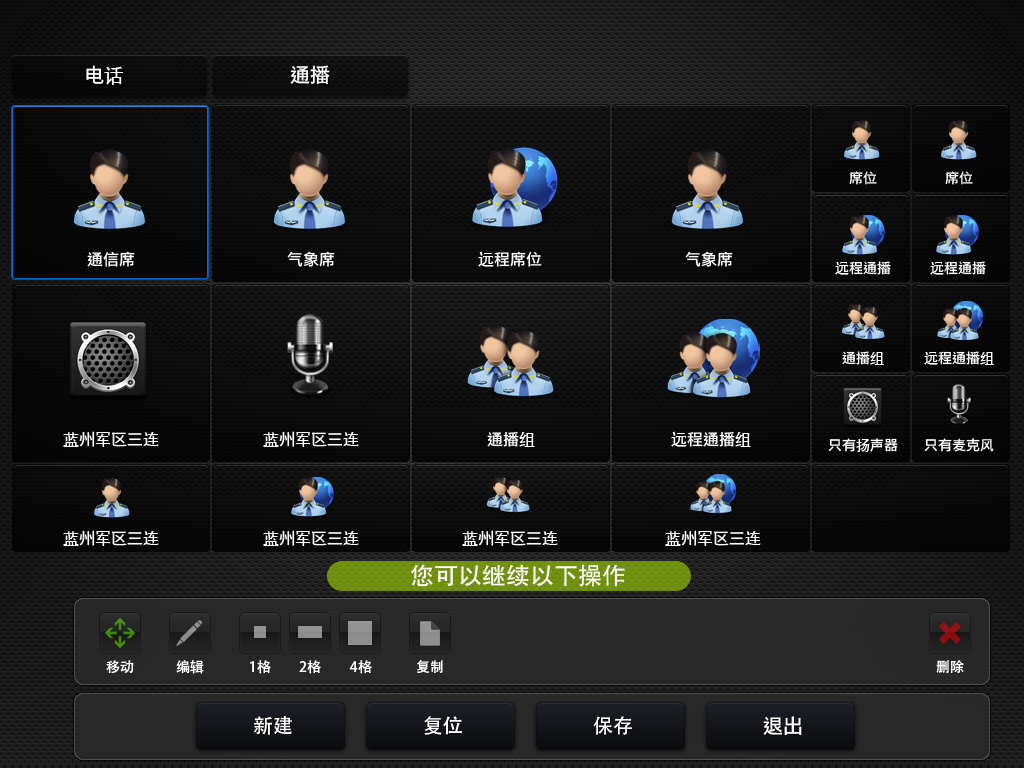 电话
通播
通信席
气象席
远程席位
气象席
席位
席位
远程通播
远程通播
蓝州军区三连
蓝州军区三连
通播组
远程通播组
通播组
远程通播组
只有扬声器
只有麦克风
蓝州军区三连
蓝州军区三连
蓝州军区三连
蓝州军区三连
您可以继续以下操作
移动
编辑
1格
2格
4格
复制
删除
新建
复位
保存
退出